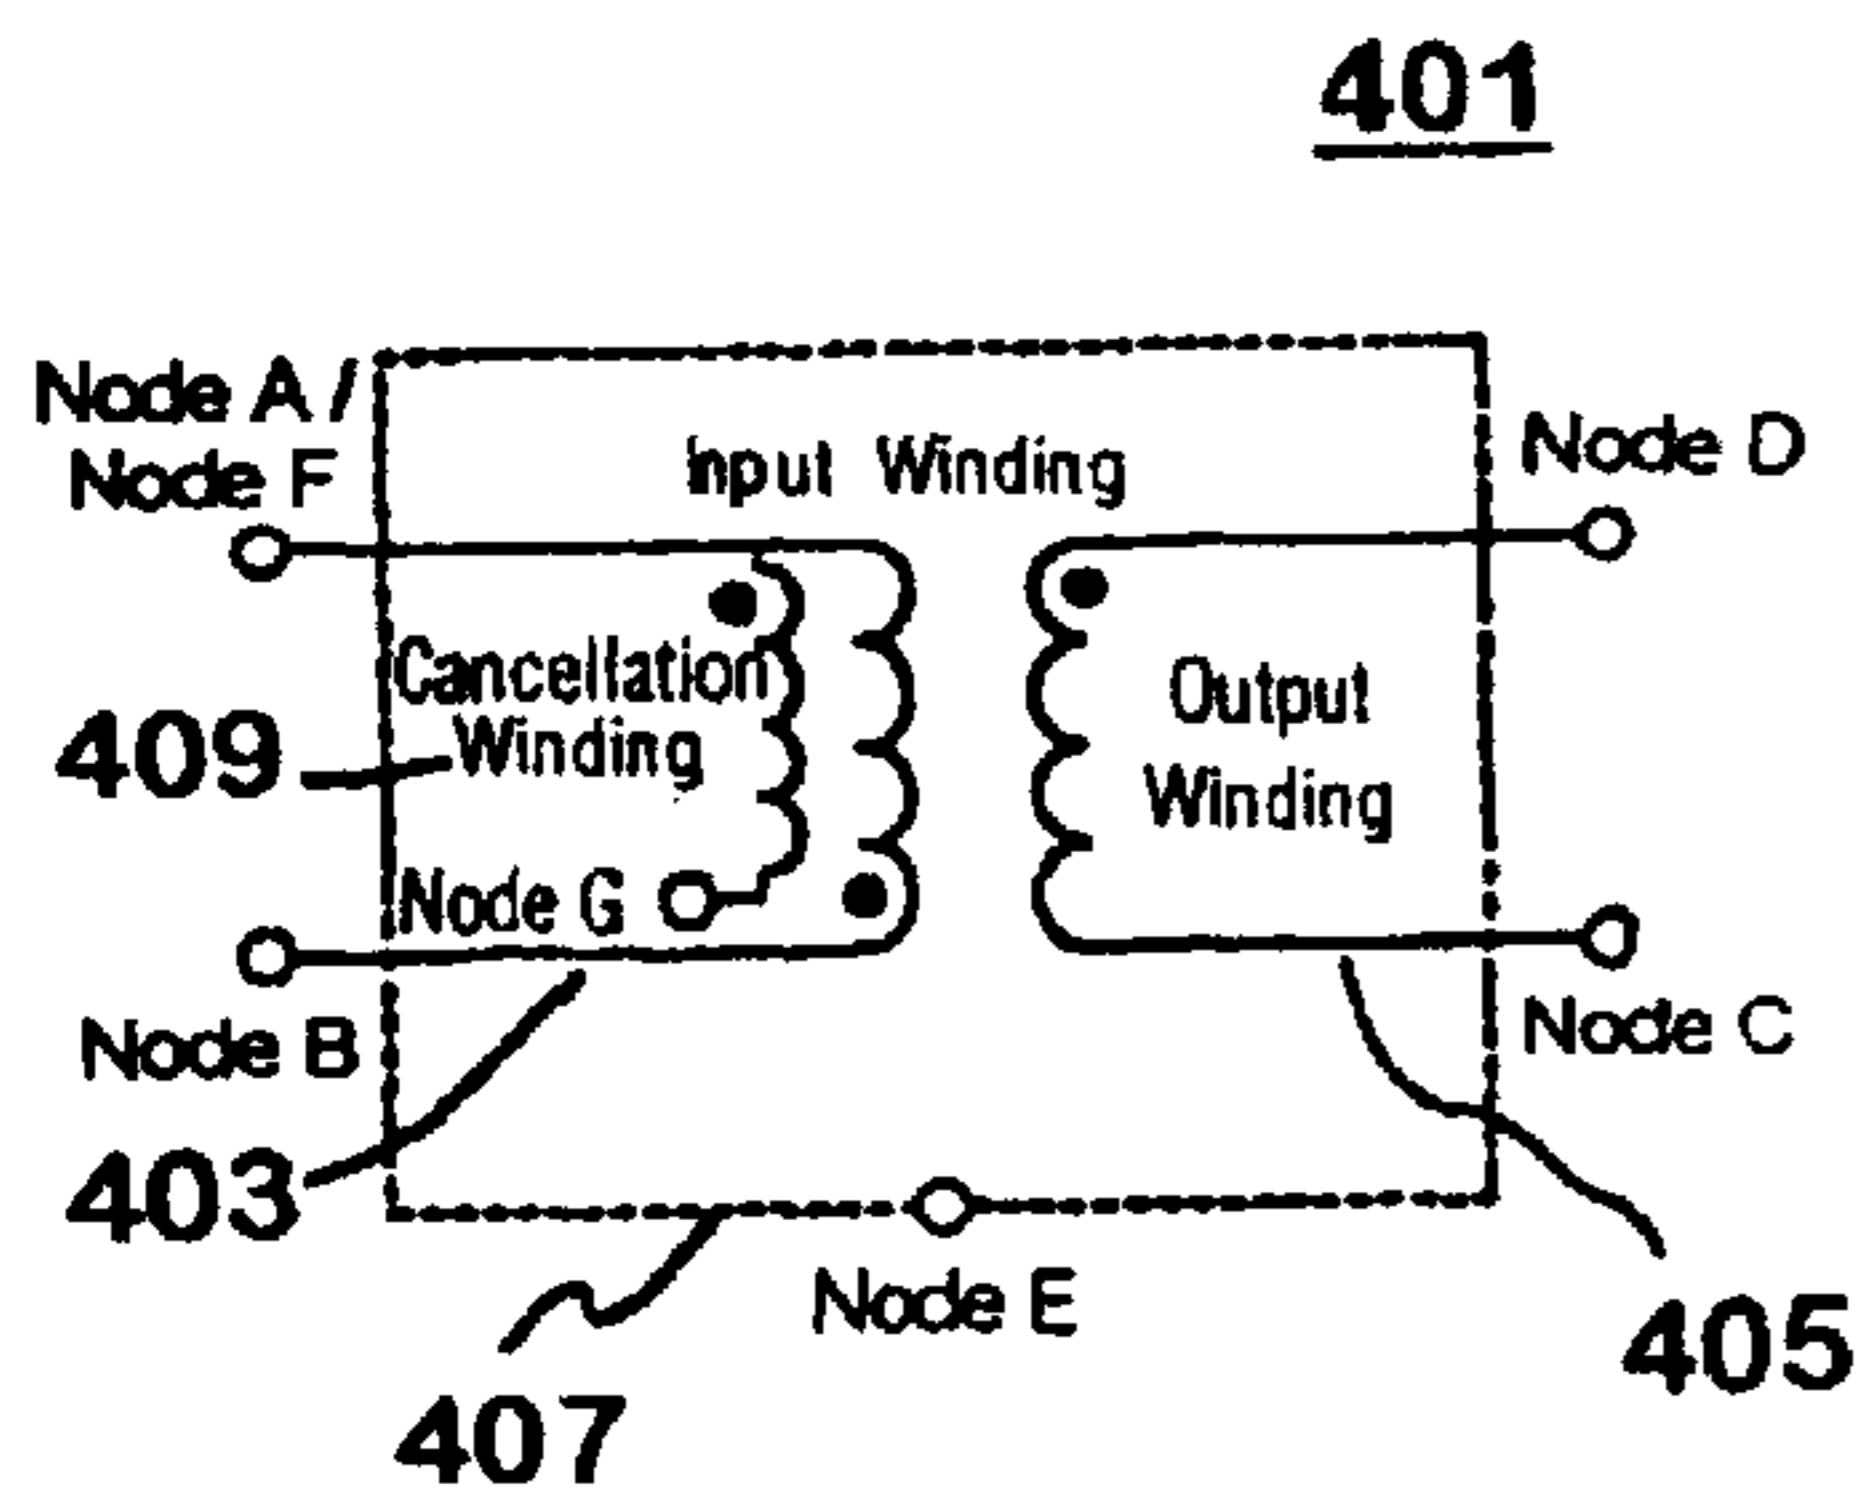 401
Node A /
Node F
Input Winding
Node D
Cancellation
Winding
409
Output
Winding
Node G
Node B
Node C
403
Node E
405
407